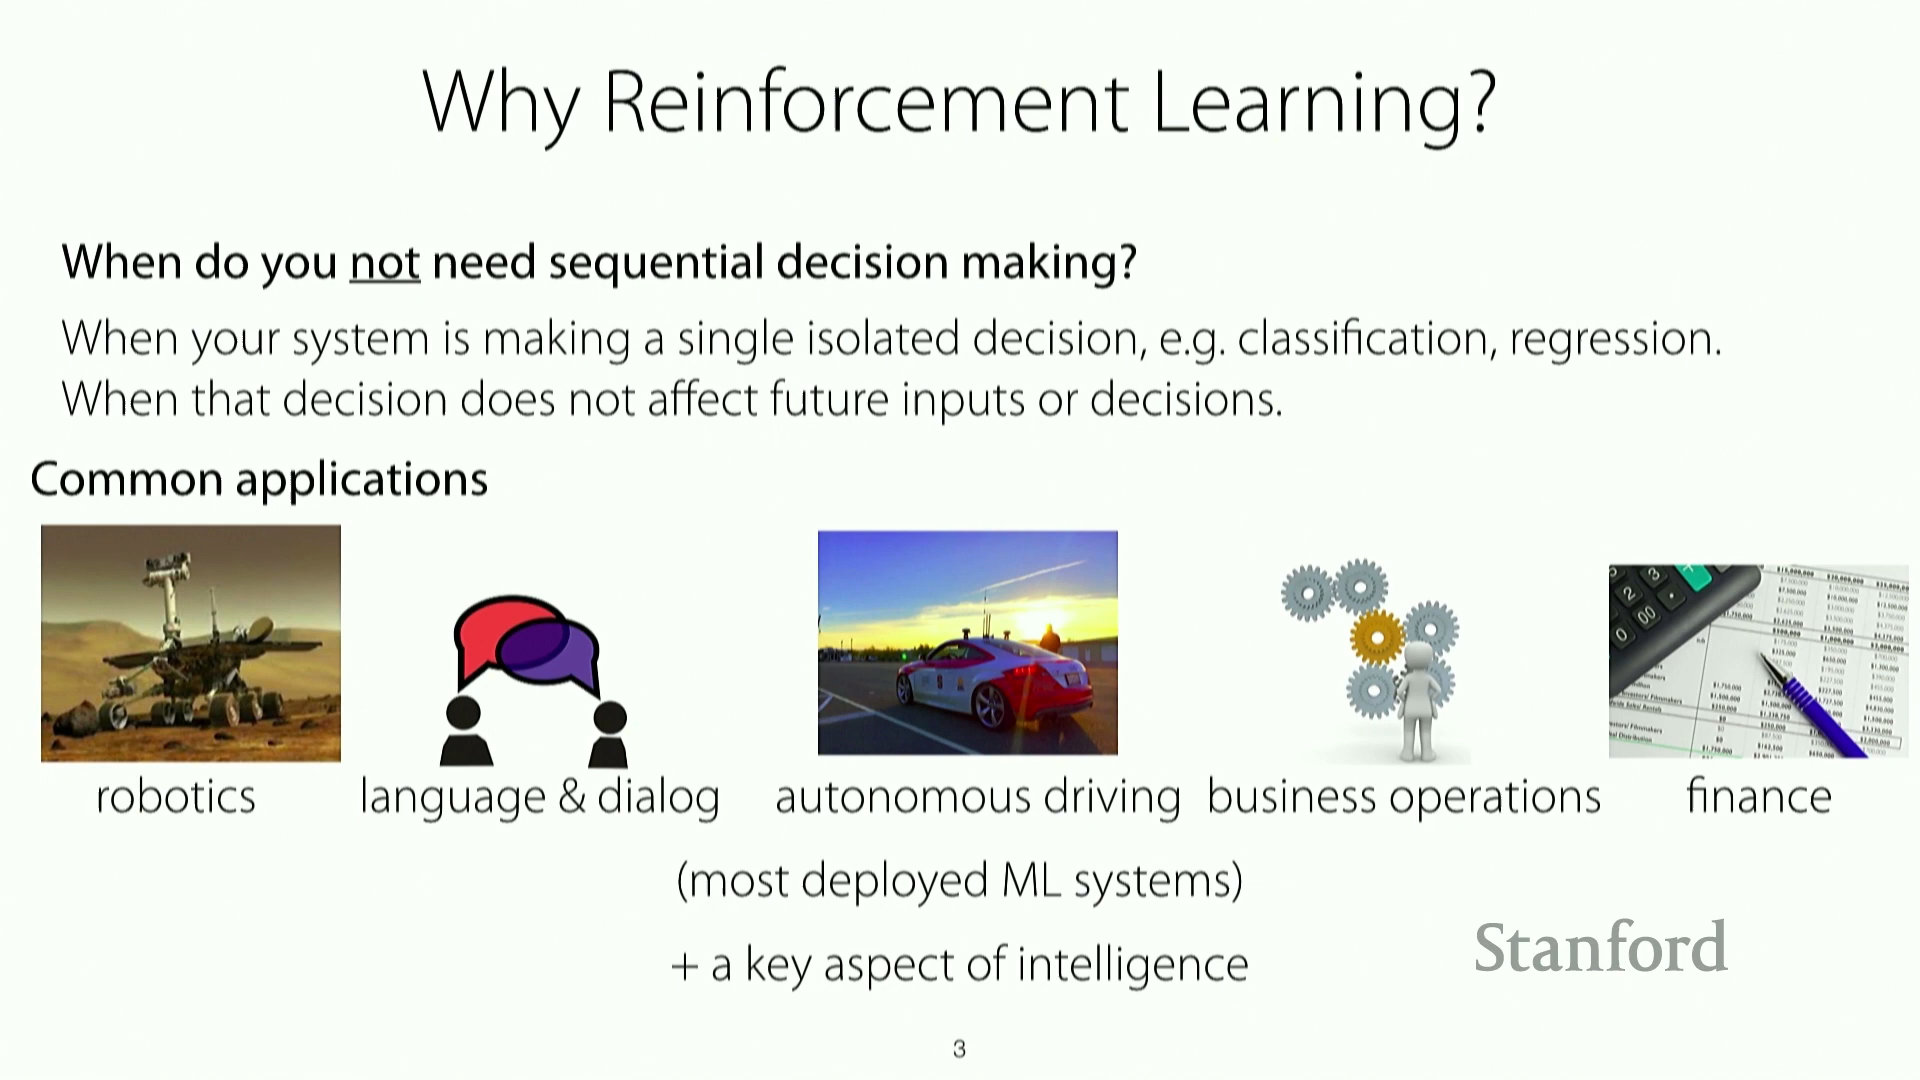 Why Reinforcement Learning?
When do you not need sequential decision making?
When your system is making a single isolated decision, e.g. classification, regression.
When that decision does not affect future inputs or decisions.
Common applications
robotics
language & dialog
autonomous driving
business operations
finance
(most deployed ML systems)
+ a key aspect of intelligence
Stanford
3